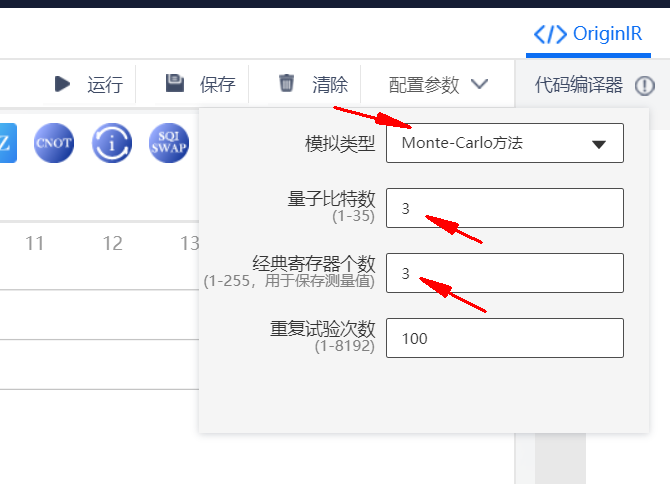 </> OriginIR
运行 保存 清除 配置参数 代码编译器
Z CNOT i SQI
SWAP
模拟类型 Monte-Carlo方法
量子比特数
(1-35)
3
11 12 13
经典寄存器个数
(1-255，用于保存测量值)
3
重复试验次数
(1-8192)
100